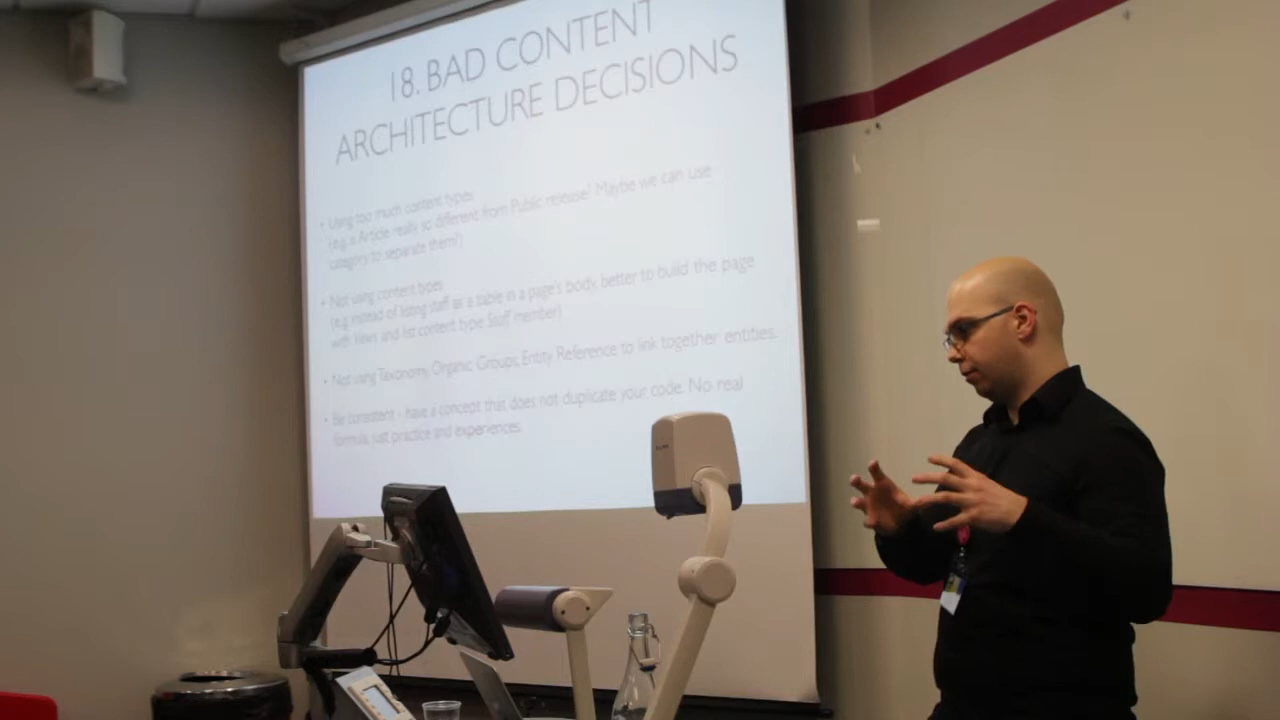 18. BAD CONTENT
ARCHITECTURE DECISIONS
• Using too much content types
(e.g. is Article really so different from Public release? Maybe we can use
category to separate them?)
• Not using content types
(e.g. instead of listing staff as a table in a page's body, better to build the page
with Views and list content type Staff member)
• Not using Taxonomy, Organic Groups, Entity Reference to link together entities.
• Be consistent - have a concept that does not duplicate your code. No real
formula, just practice and experiences.